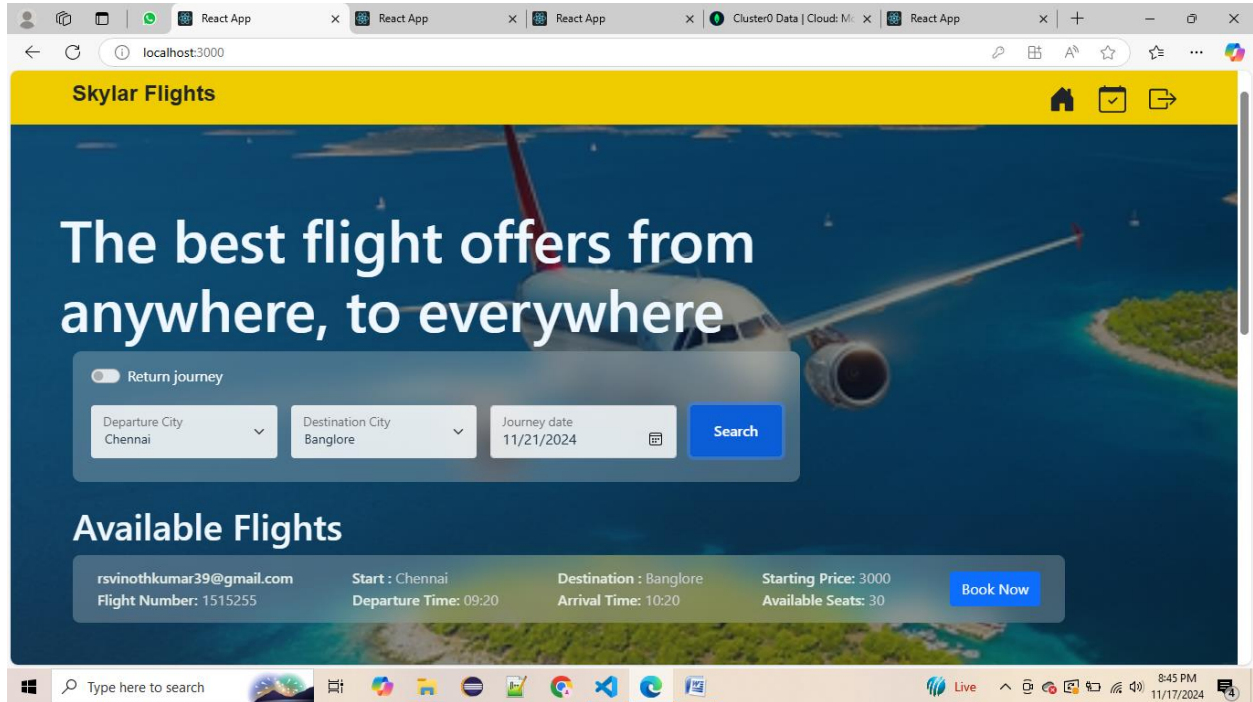 React App
React App
React App
Cluster0 Data | Cloud: Mo
React App
localhost:3000
Skylar Flights
The best flight offers from
anywhere, to everywhere
Return journey
Departure City
Chennai
Destination City
Banglore
Journey date
11/21/2024
Search
Available Flights
rsvinothkumar39@gmail.com
Flight Number: 1515255
Start : Chennai
Departure Time: 09:20
Destination : Banglore
Arrival Time: 10:20
Starting Price: 3000
Available Seats: 30
Book Now
Type here to search
Live
8:45 PM
11/17/2024
4